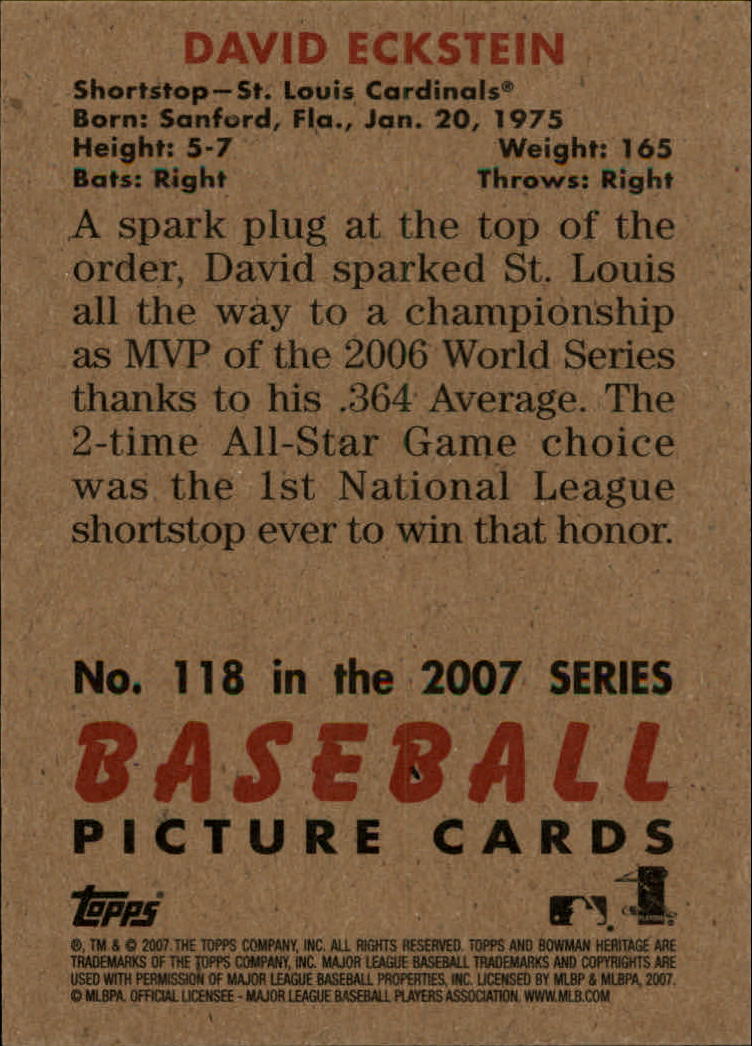 DAVID ECKSTEIN
Shortstop—St. Louis Cardinals®
Born: Sanford, Fla., Jan. 20, 1975
Height: 5-7 Weight: 165
Bats: Right Throws: Right
A spark plug at the top of the
order, David sparked St. Louis
all the way to a championship
as MVP of the 2006 World Series
thanks to his .364 Average. The
2-time All-Star Game choice
was the 1st National League
shortstop ever to win that honor.
No. 118 in the 2007 SERIES
BASEBALL
PICTURE CARDS
Topps
®, TM & © 2007 THE TOPPS COMPANY, INC. ALL RIGHTS RESERVED. TOPPS AND BOWMAN HERITAGE ARE
TRADEMARKS OF THE TOPPS COMPANY, INC. MAJOR LEAGUE BASEBALL TRADEMARKS AND COPYRIGHTS ARE
USED WITH PERMISSION OF MAJOR LEAGUE BASEBALL PROPERTIES, INC. LICENSED BY MLBP & MLBPA, 2007.
© MLBPA. OFFICIAL LICENSEE - MAJOR LEAGUE BASEBALL PLAYERS ASSOCIATION. WWW.MLB.COM